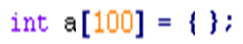 int a[100] = { };